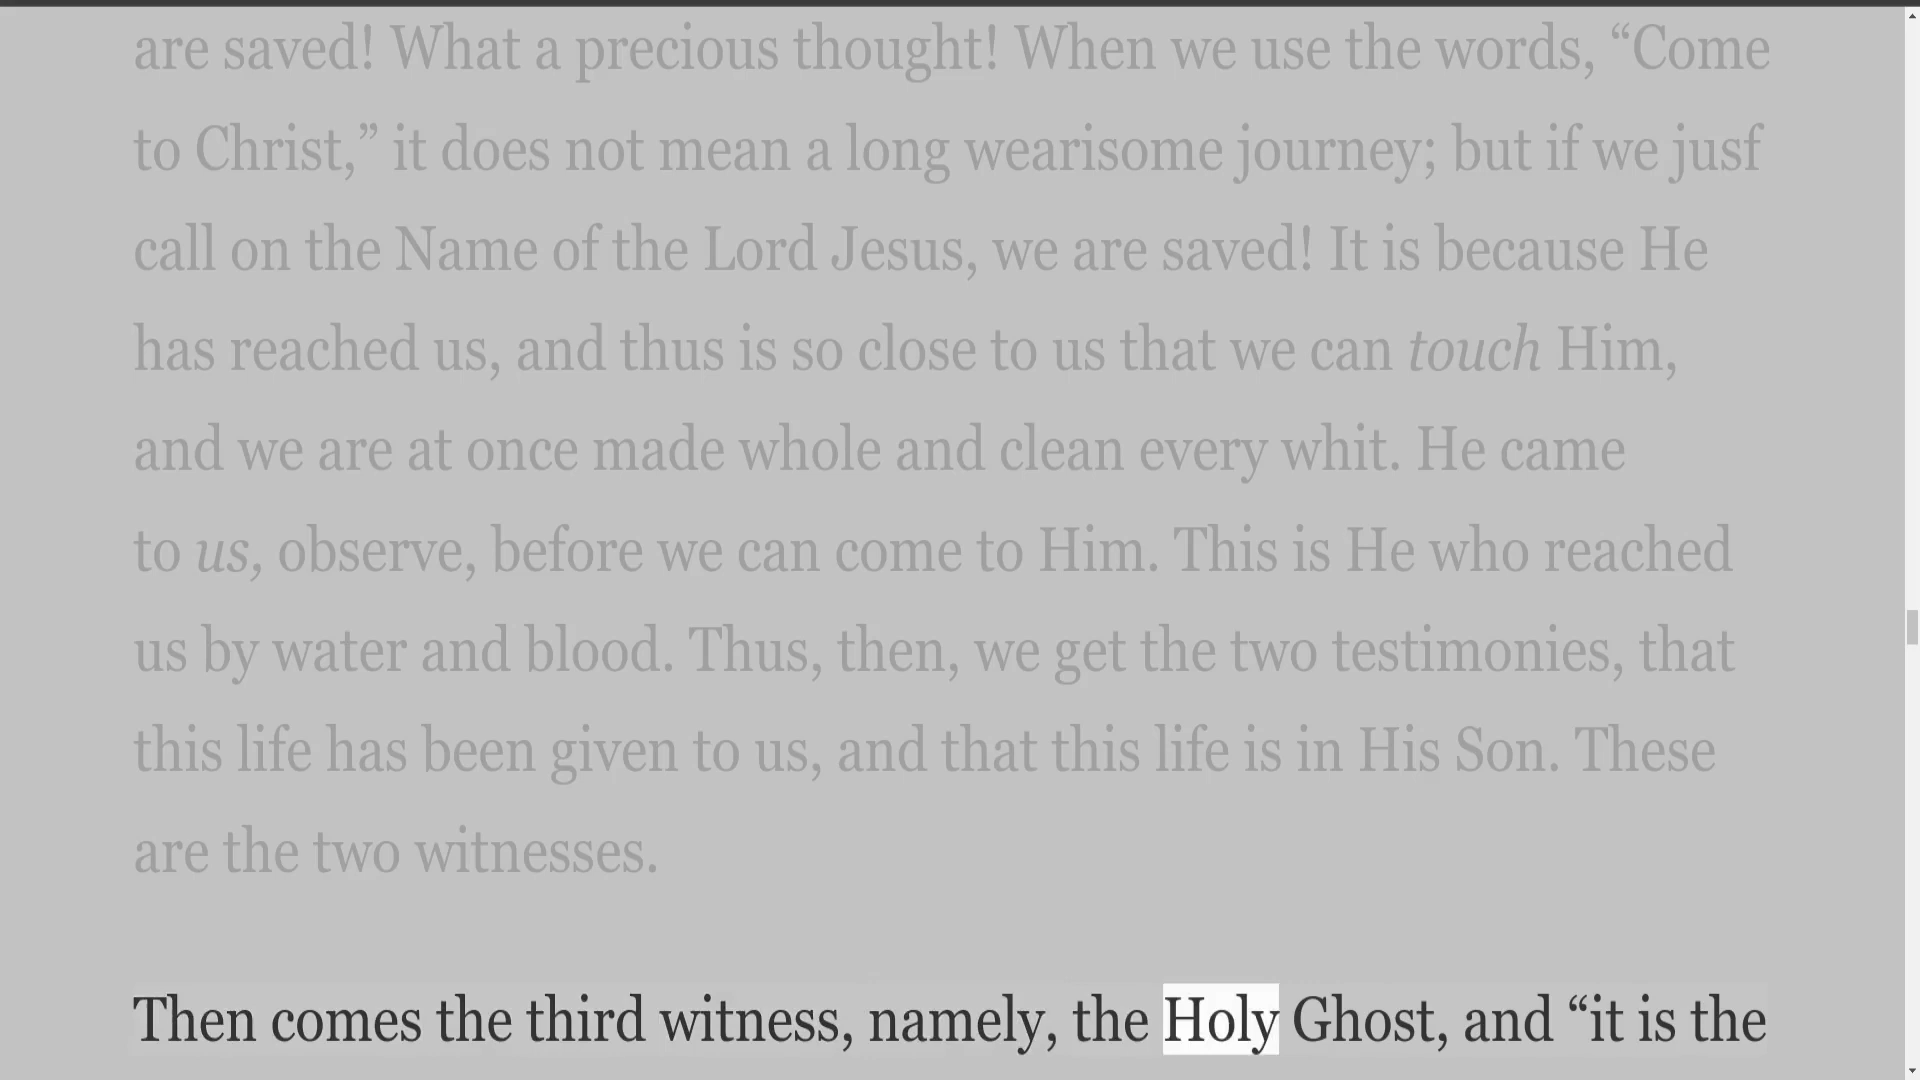 are saved! What a precious thought! When we use the words, “Come
to Christ,” it does not mean a long wearisome journey; but if we jusf
call on the Name of the Lord Jesus, we are saved! It is because He
has reached us, and thus is so close to us that we can touch Him,
and we are at once made whole and clean every whit. He came
to us, observe, before we can come to Him. This is He who reached
us by water and blood. Thus, then, we get the two testimonies, that
this life has been given to us, and that this life is in His Son. These
are the two witnesses.
Then comes the third witness, namely, the Holy Ghost, and “it is the